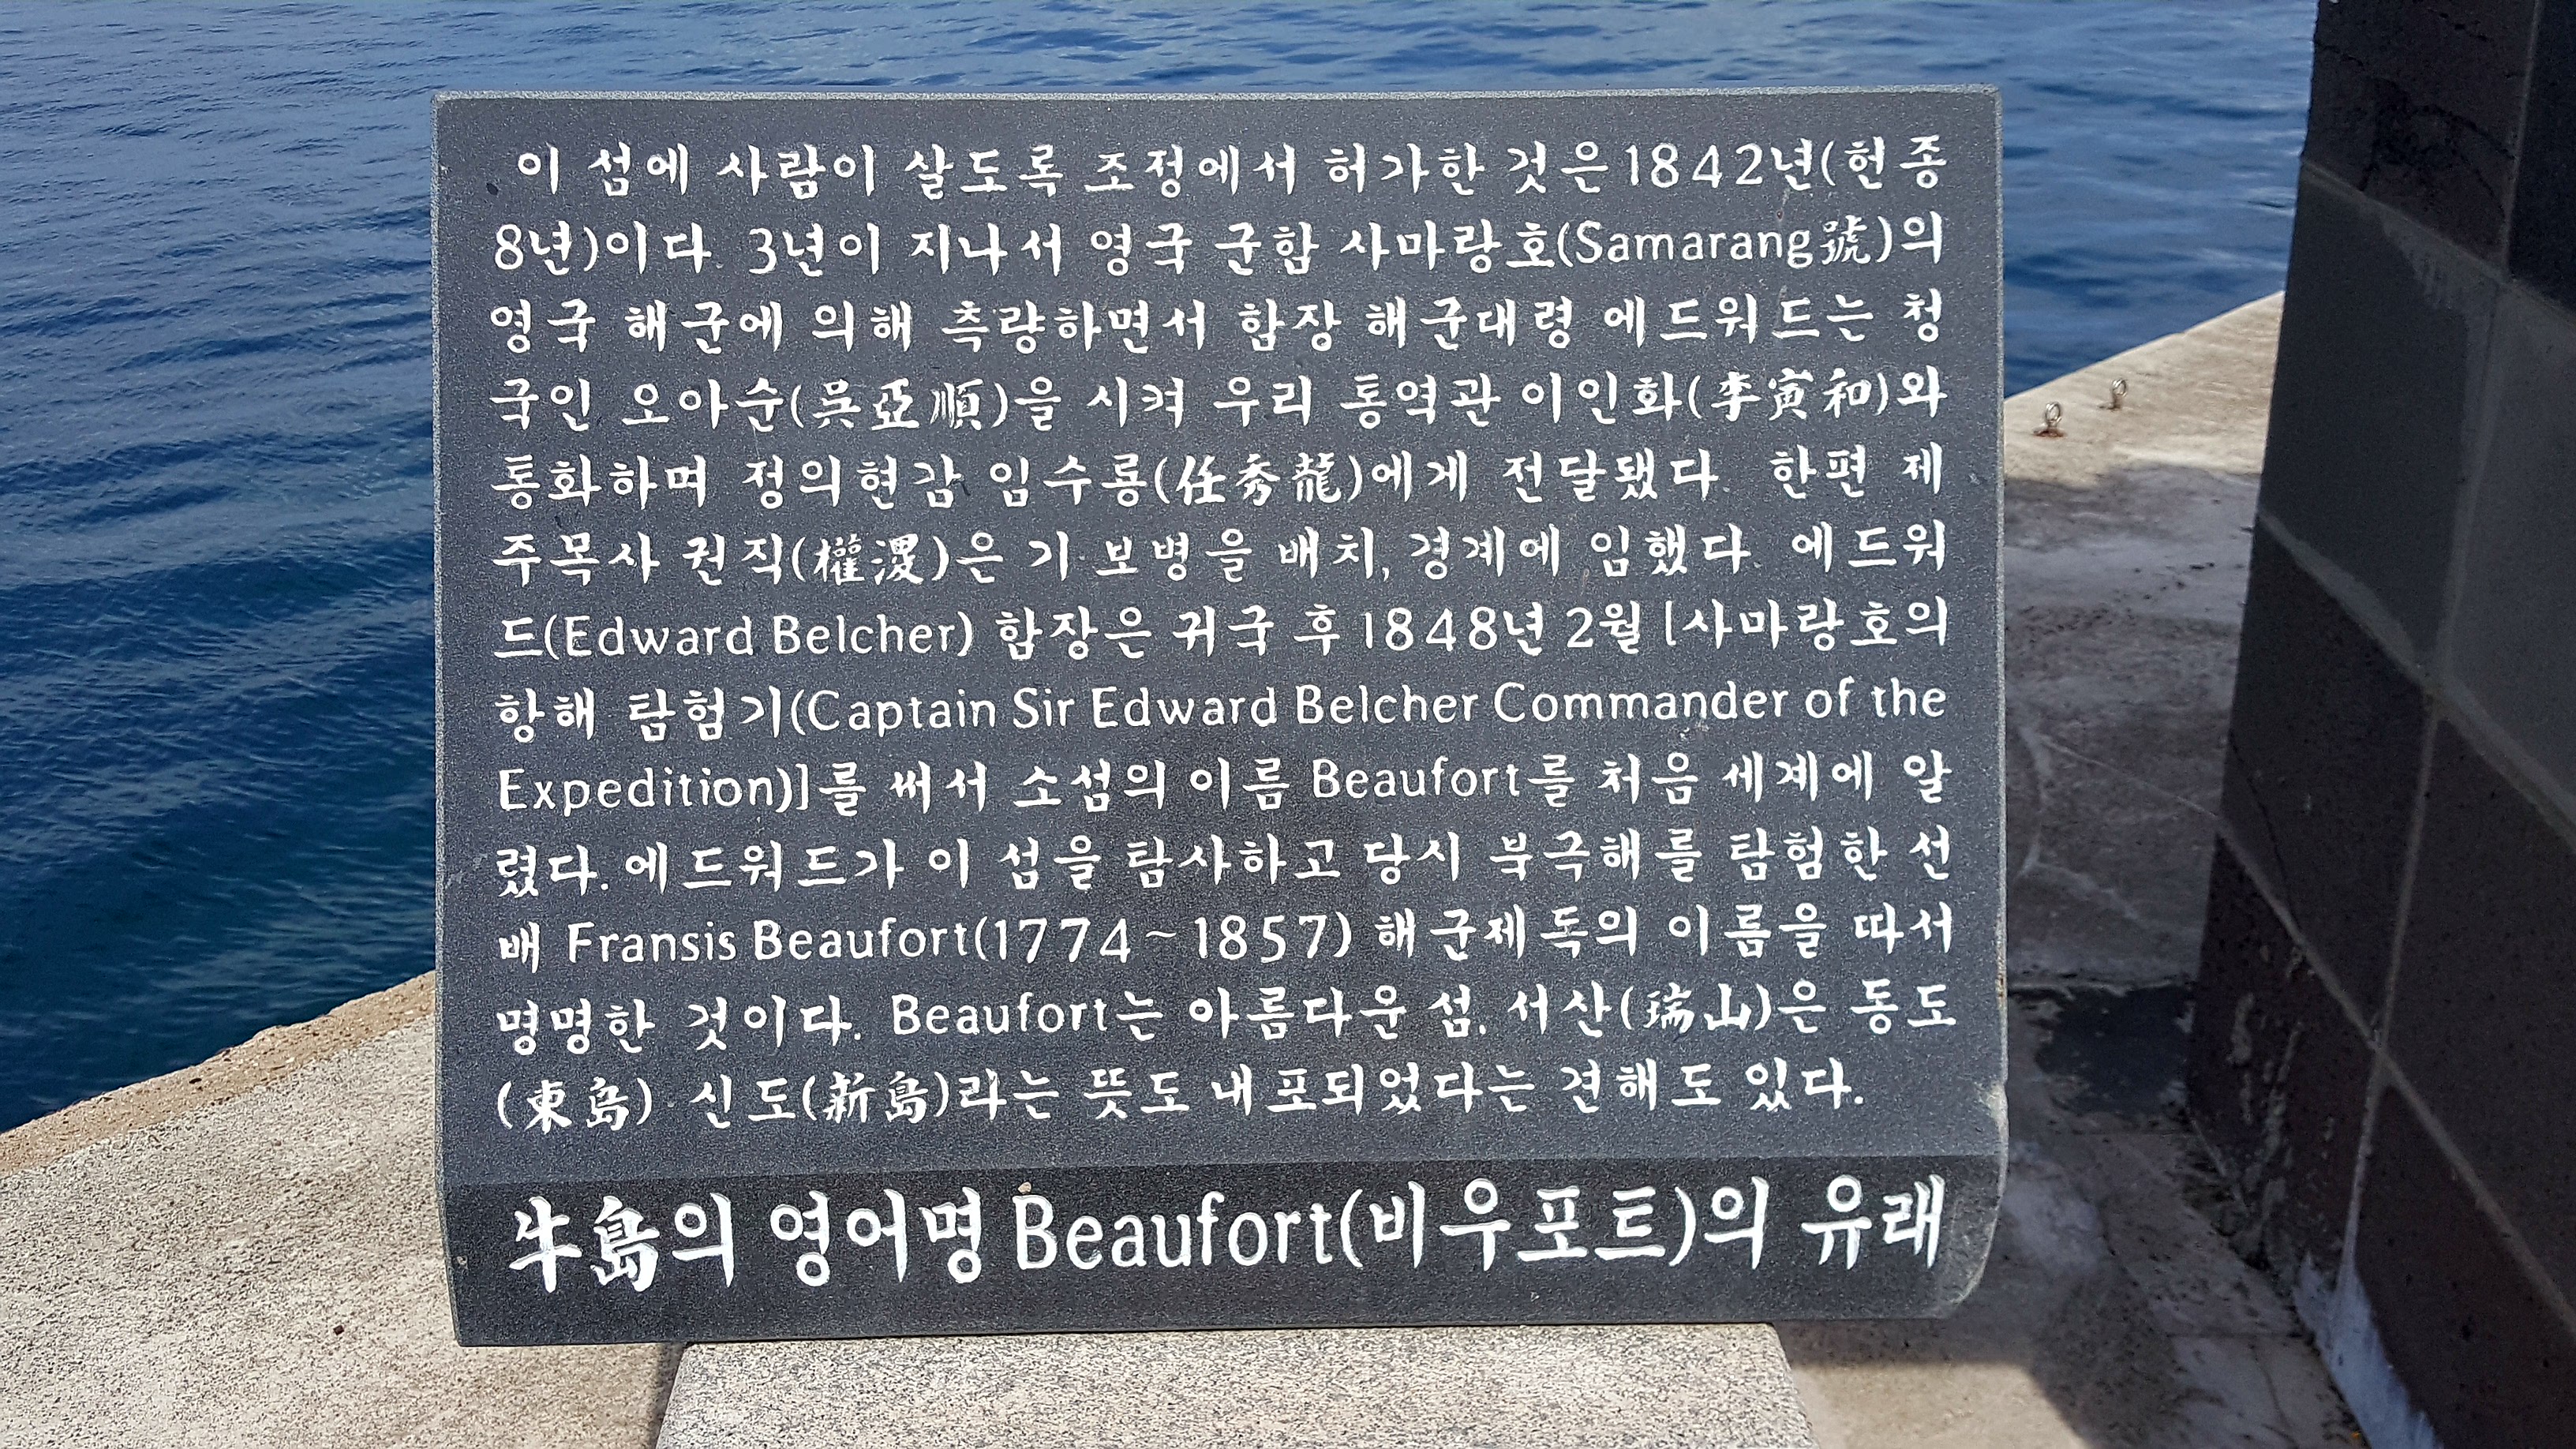 이 섬에 사람이 살도록 조정에서 허가한 것은 1842년(헌종
8년)이다. 3년이 지나서 영국 군함 사마랑호(Samarang號)의
영국 해군에 의해 측량하면서 함장 해군대령 에드워드는 청
국인 오아순(吳亞順)을 시켜 우리 통역관 이인화(李寅和)와
통화하며 정의현감 임수룡(任秀龍)에게 전달됐다. 한편 제
주목사 권직(權溭)은 기·보병을 배치, 경계에 임했다. 에드워
드(Edward Belcher) 함장은 귀국 후 1848년 2월 [사마랑호의
항해 탐험기(Captain Sir Edward Belcher Commander of the
Expedition)]를 써서 소섬의 이름 Beaufort를 처음 세계에 알
렸다. 에드워드가 이 섬을 탐사하고 당시 북극해를 탐험한 선
배 Fransis Beaufort(1774~1857) 해군제독의 이름을 따서
명명한 것이다. Beaufort는 아름다운 섬. 서산(瑞山)은 동도
(東島)·신도(新島)라는 뜻도 내포되었다는 견해도 있다.
牛島의 영어명 Beaufort(비우포트)의 유래